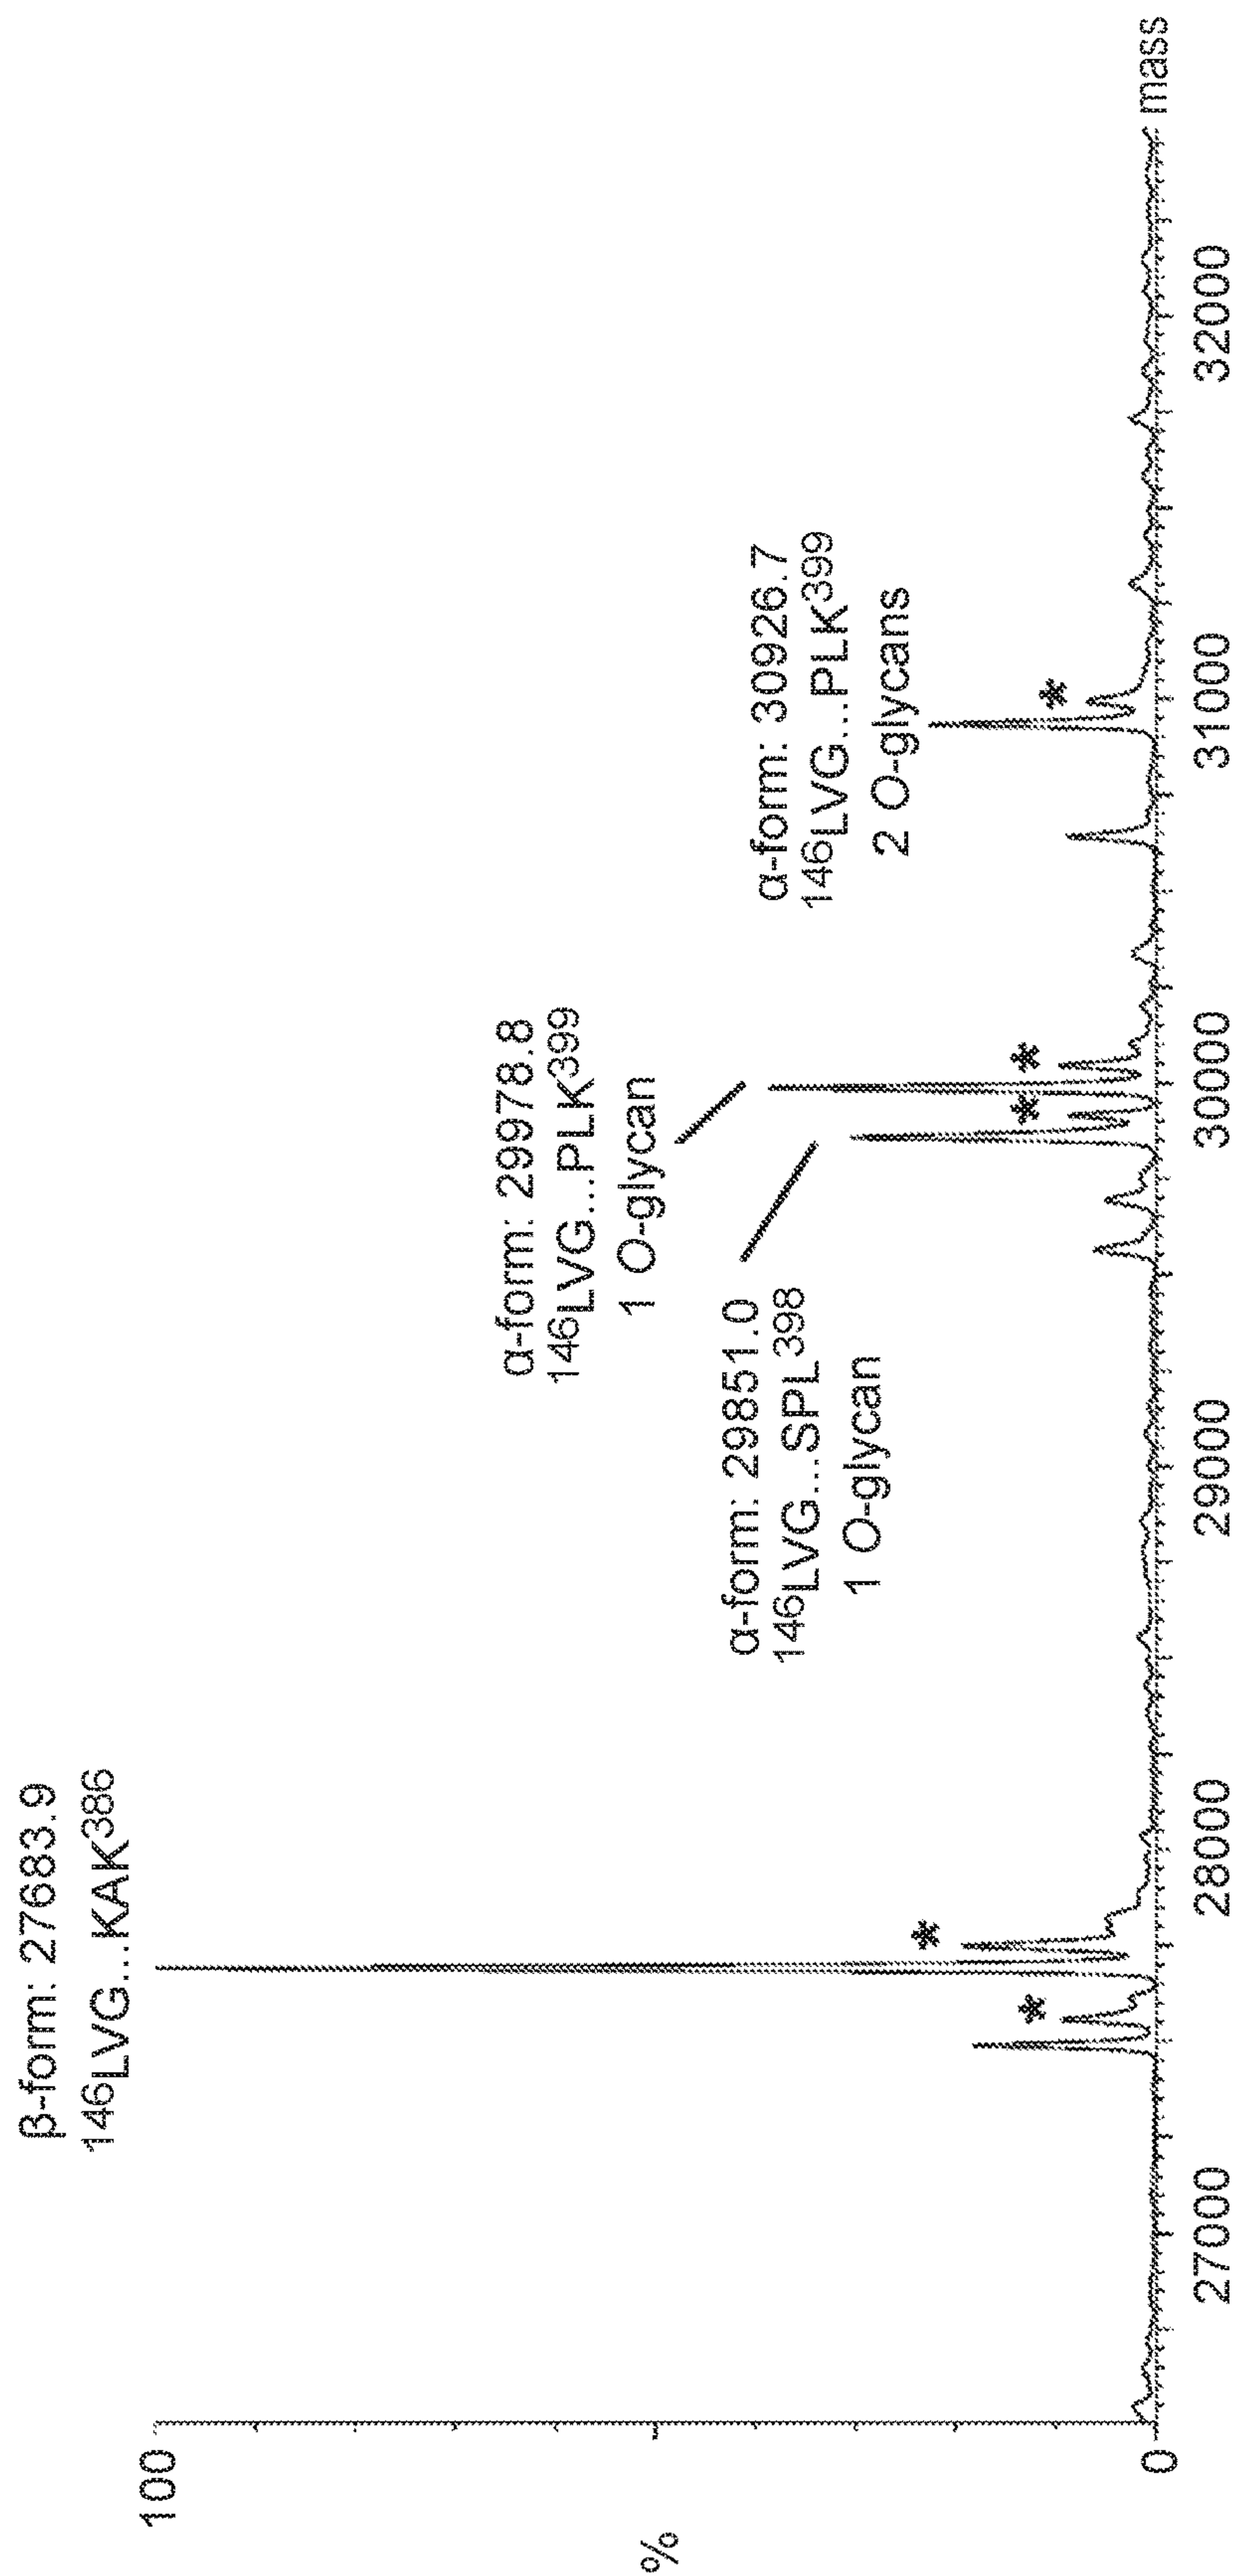 β-form: 27683.9
¹⁴⁶LVG...KAK³⁸⁶
α-form: 29978.8
¹⁴⁶LVG...PLK³⁹⁹
1 O-glycan
α-form: 29851.0
¹⁴⁶LVG...SPL³⁹⁸
1 O-glycan
α-form: 30926.7
¹⁴⁶LVG...PLK³⁹⁹
2 O-glycans
*
*
*
*
*
100
%
0
27000
28000
29000
30000
31000
32000
mass